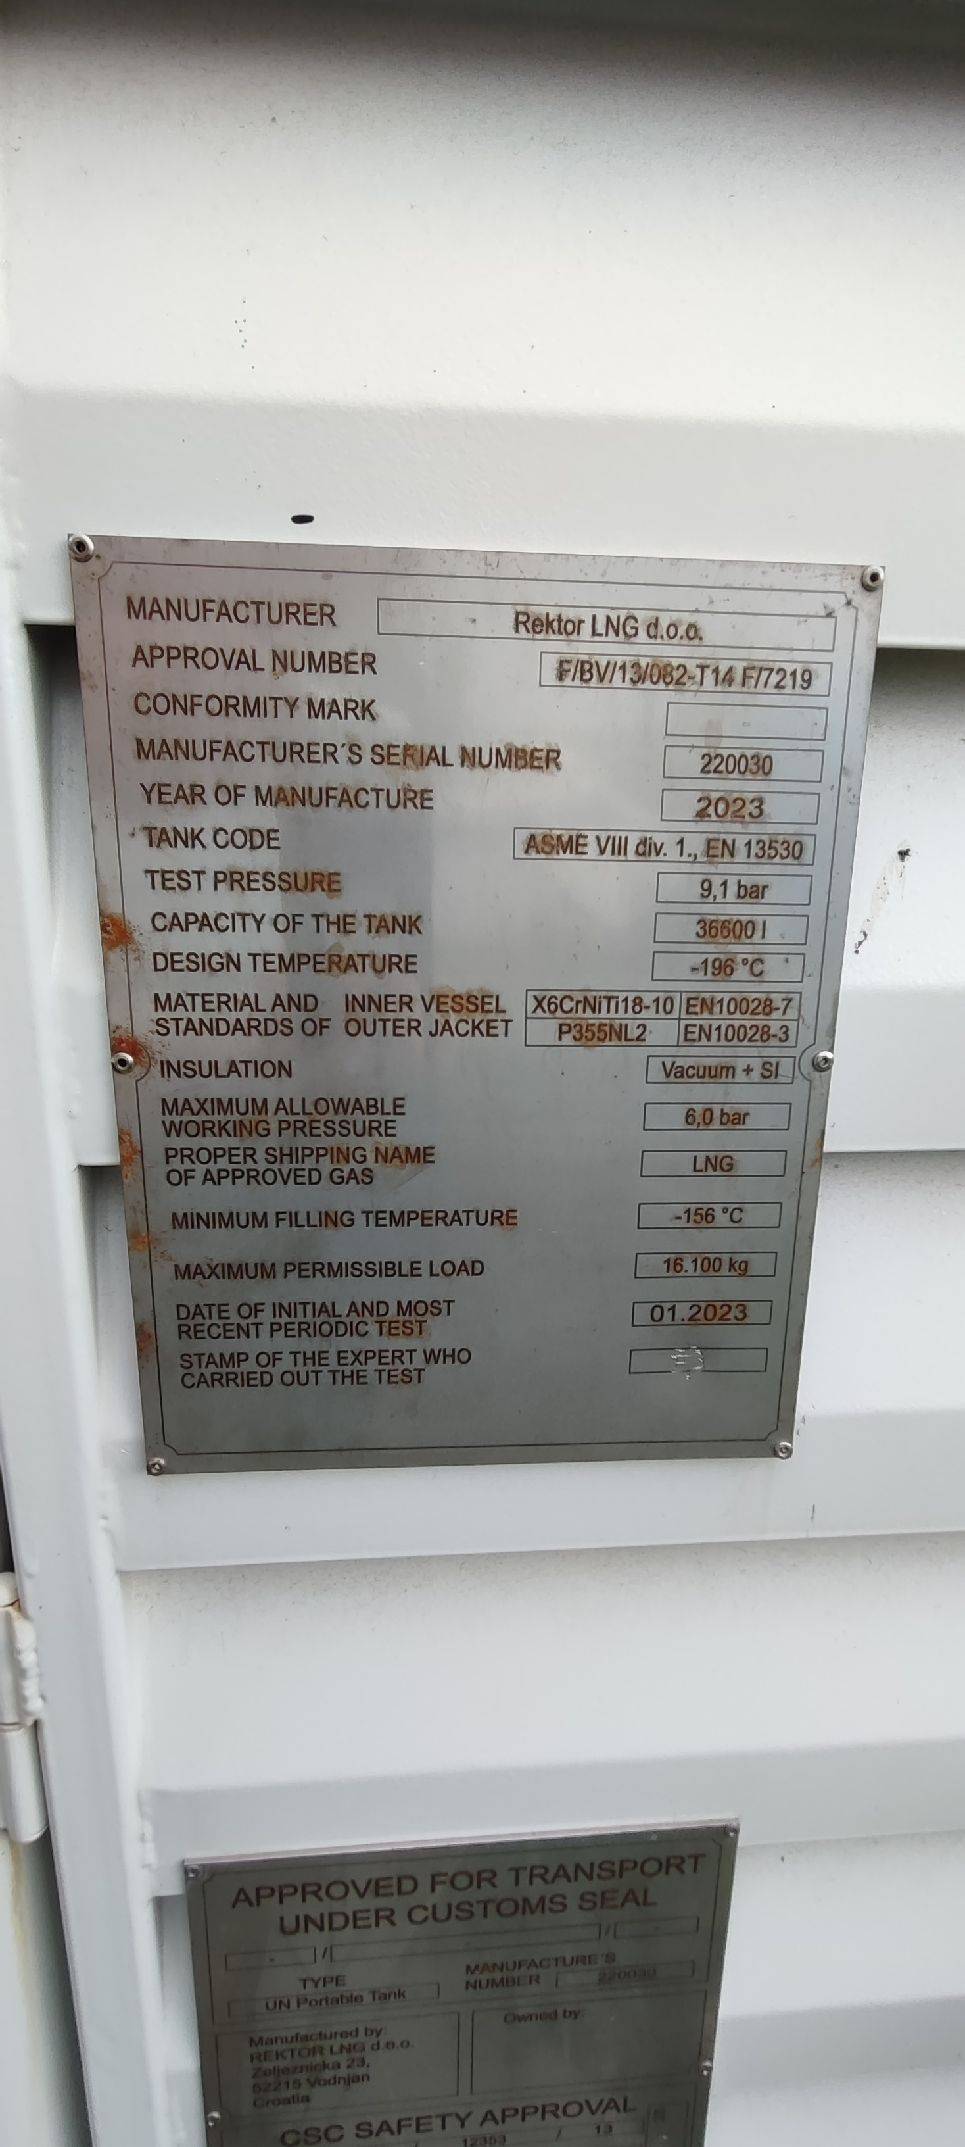 MANUFACTURER Rektor LNG d.o.o.
APPROVAL NUMBER F/BV/13/082-T14 F/7219
CONFORMITY MARK
MANUFACTURER´S SERIAL NUMBER 220030
YEAR OF MANUFACTURE 2023
TANK CODE ASME VIII div. 1., EN 13530
TEST PRESSURE 9,1 bar
CAPACITY OF THE TANK 36600 l
DESIGN TEMPERATURE -196 °C
MATERIAL AND INNER VESSEL X6CrNiTi18-10 EN10028-7
STANDARDS OF OUTER JACKET P355NL2 EN10028-3
INSULATION Vacuum + SI
MAXIMUM ALLOWABLE
WORKING PRESSURE 6,0 bar
PROPER SHIPPING NAME
OF APPROVED GAS LNG
MINIMUM FILLING TEMPERATURE -156 °C
MAXIMUM PERMISSIBLE LOAD 16.100 kg
DATE OF INITIAL AND MOST
RECENT PERIODIC TEST 01.2023
STAMP OF THE EXPERT WHO
CARRIED OUT THE TEST
APPROVED FOR TRANSPORT
UNDER CUSTOMS SEAL
TYPE
UN Portable Tank
MANUFACTURE'S
NUMBER 220030
Manufactured by:
REKTOR LNG d.o.o.
Zeljeznicka 23,
52215 Vodnjan
Croatia
Owned by:
CSC SAFETY APPROVAL
/ 12353 / 13